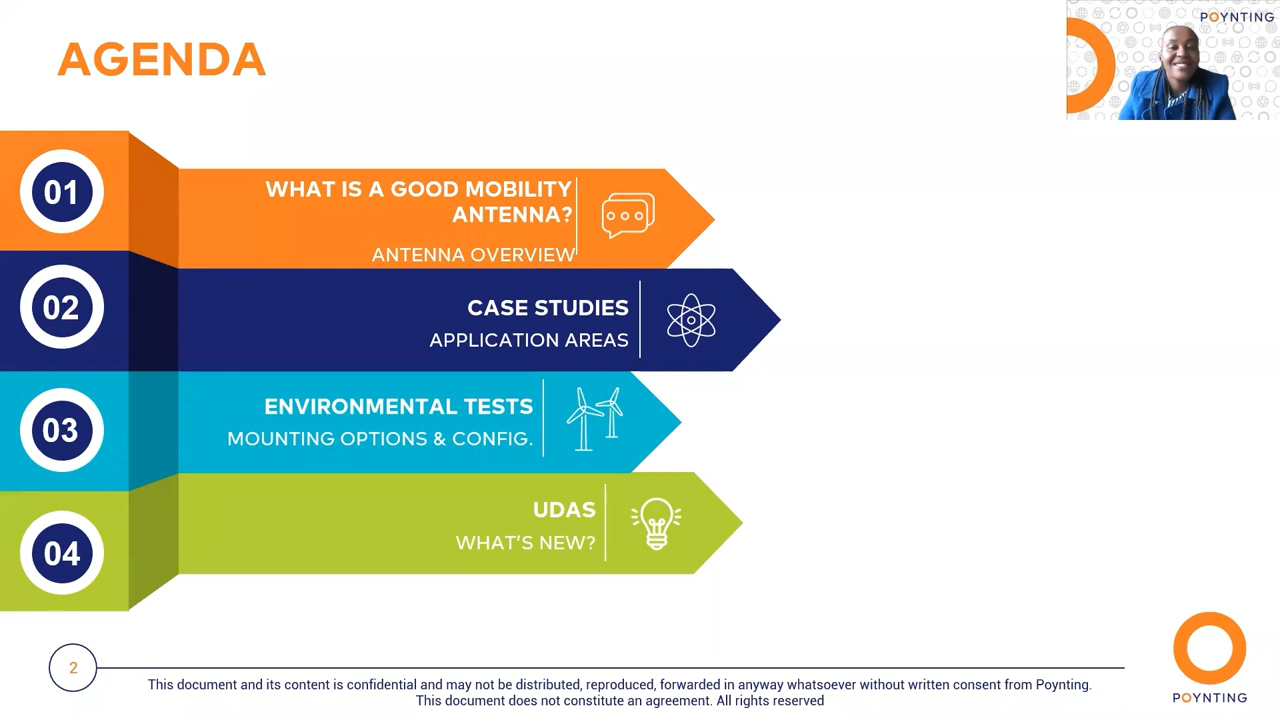 AGENDA
POYNTING
01
WHAT IS A GOOD MOBILITY
ANTENNA?
ANTENNA OVERVIEW
02
CASE STUDIES
APPLICATION AREAS
03
ENVIRONMENTAL TESTS
MOUNTING OPTIONS & CONFIG.
04
UDAS
WHAT'S NEW?
2
This document and its content is confidential and may not be distributed, reproduced, forwarded in anyway whatsoever without written consent from Poynting.
This document does not constitute an agreement. All rights reserved
POYNTING